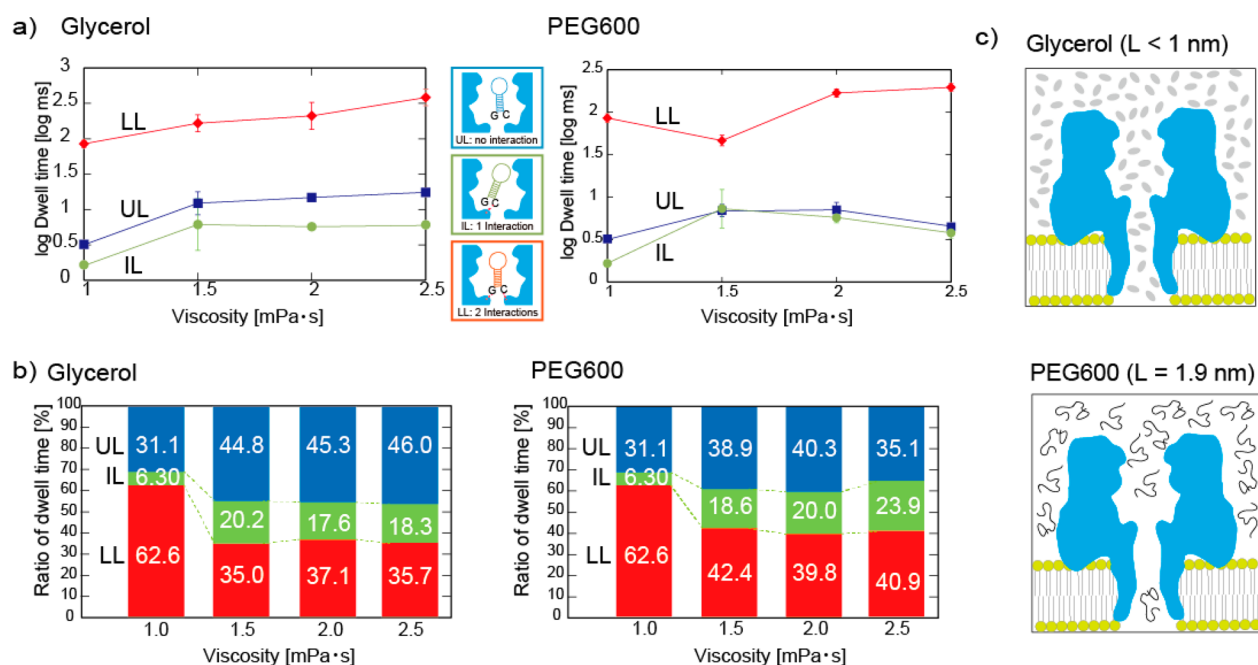 a) Glycerol
3
2.5
2
1.5
1
0.5
0
log Dwell time [log ms]
LL
UL
IL
1 1.5 2 2.5
Viscosity [mPa・s]
G C
UL: no interaction
G C
IL: 1 Interaction
G C
LL: 2 Interactions
PEG600
2.5
2
1.5
1
0.5
0
log Dwell time [log ms]
LL
UL
IL
1 1.5 2 2.5
Viscosity [mPa・s]
c)
Glycerol (L < 1 nm)
PEG600 (L = 1.9 nm)
b) Glycerol
100
90
80
70
60
50
40
30
20
10
0
Ratio of dwell time [%]
UL
IL
LL
31.1 44.8 45.3 46.0
6.30 20.2 17.6 18.3
62.6 35.0 37.1 35.7
1.0 1.5 2.0 2.5
Viscosity [mPa・s]
PEG600
100
90
80
70
60
50
40
30
20
10
0
Ratio of dwell time [%]
UL
IL
LL
31.1 38.9 40.3 35.1
6.30 18.6 20.0 23.9
62.6 42.4 39.8 40.9
1.0 1.5 2.0 2.5
Viscosity [mPa・s]